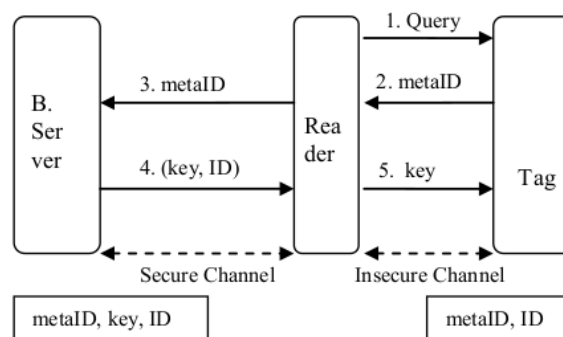 1. Query
3. metaID
2. metaID
B.
Ser
ver
Rea
der
4. (key, ID)
5. key
Tag
Secure Channel
Insecure Channel
metaID, key, ID
metaID, ID